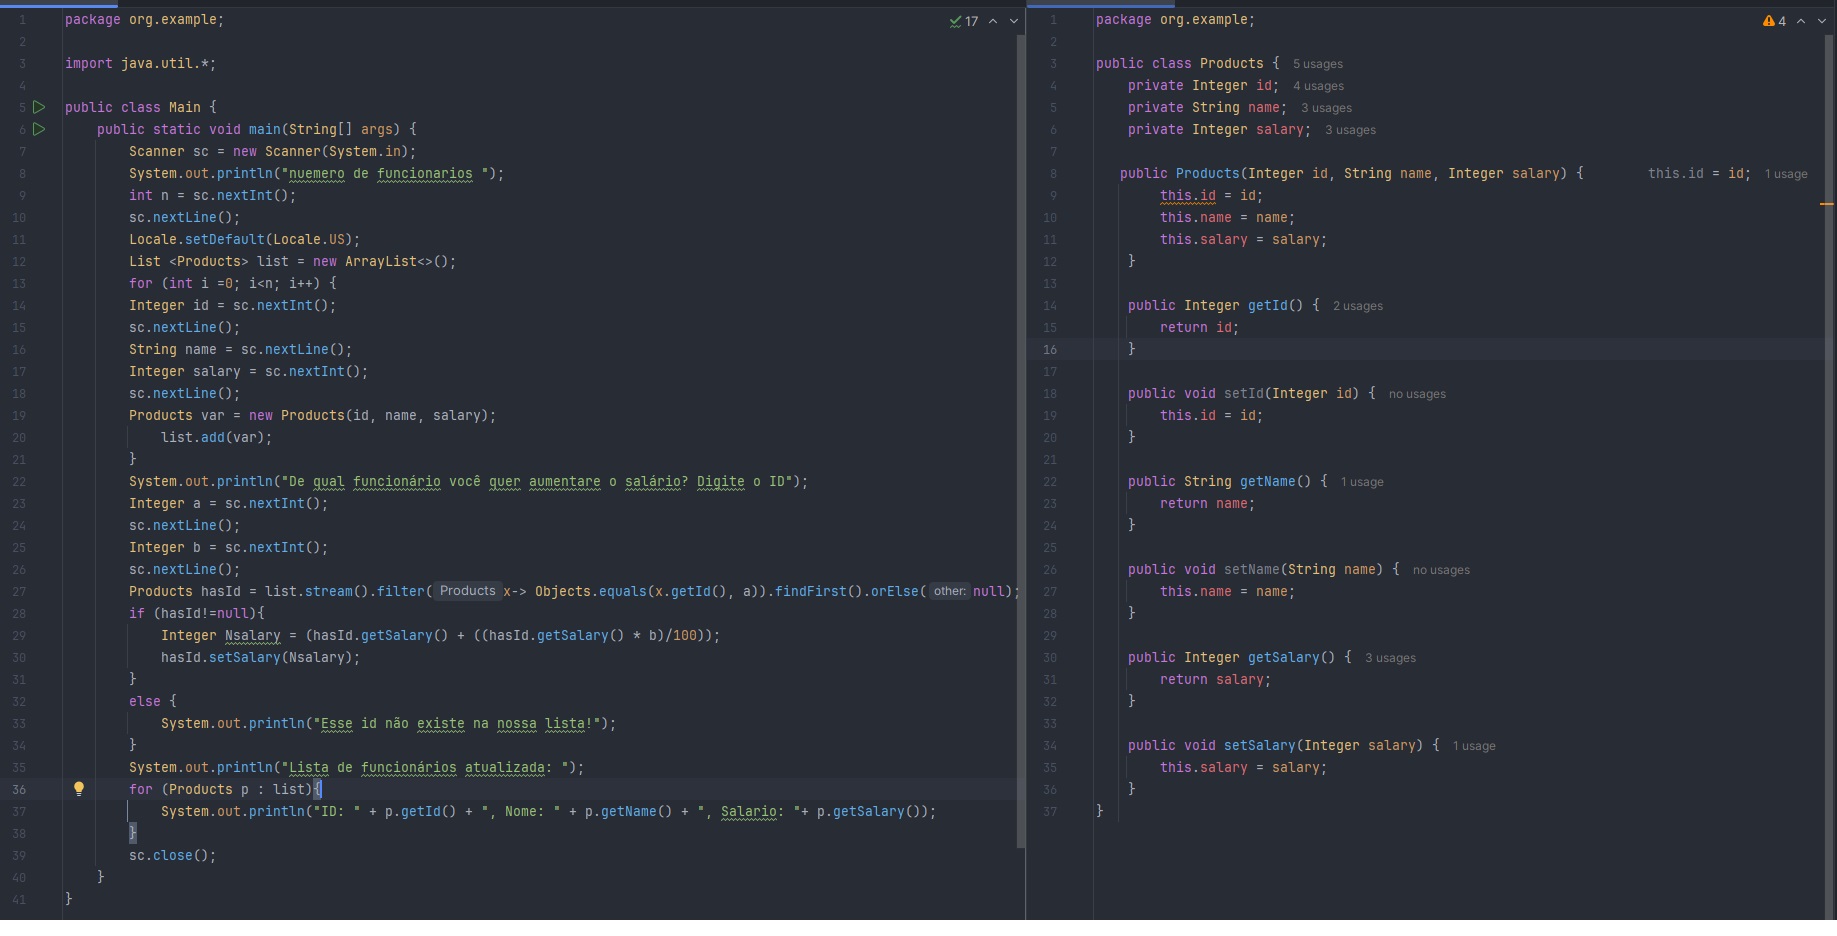 1 package org.example; 17
2
3 import java.util.*;
4
5 public class Main {
6 public static void main(String[] args) {
7 Scanner sc = new Scanner(System.in);
8 System.out.println("nuemero de funcionarios ");
9 int n = sc.nextInt();
10 sc.nextLine();
11 Locale.setDefault(Locale.US);
12 List <Products> list = new ArrayList<>();
13 for (int i =0; i<n; i++) {
14 Integer id = sc.nextInt();
15 sc.nextLine();
16 String name = sc.nextLine();
17 Integer salary = sc.nextInt();
18 sc.nextLine();
19 Products var = new Products(id, name, salary);
20 list.add(var);
21 }
22 System.out.println("De qual funcionário você quer aumentare o salário? Digite o ID");
23 Integer a = sc.nextInt();
24 sc.nextLine();
25 Integer b = sc.nextInt();
26 sc.nextLine();
27 Products hasId = list.stream().filter( Products x-> Objects.equals(x.getId(), a)).findFirst().orElse( other: null);
28 if (hasId!=null){
29 Integer Nsalary = (hasId.getSalary() + ((hasId.getSalary() * b)/100));
30 hasId.setSalary(Nsalary);
31 }
32 else {
33 System.out.println("Esse id não existe na nossa lista!");
34 }
35 System.out.println("Lista de funcionários atualizada: ");
36 for (Products p : list){
37 System.out.println("ID: " + p.getId() + ", Nome: " + p.getName() + ", Salario: "+ p.getSalary());
38 }
39 sc.close();
40 }
41 }
1 package org.example; 4
2
3 public class Products { 5 usages
4 private Integer id; 4 usages
5 private String name; 3 usages
6 private Integer salary; 3 usages
7
8 public Products(Integer id, String name, Integer salary) { this.id = id; 1 usage
9 this.id = id;
10 this.name = name;
11 this.salary = salary;
12 }
13
14 public Integer getId() { 2 usages
15 return id;
16 }
17
18 public void setId(Integer id) { no usages
19 this.id = id;
20 }
21
22 public String getName() { 1 usage
23 return name;
24 }
25
26 public void setName(String name) { no usages
27 this.name = name;
28 }
29
30 public Integer getSalary() { 3 usages
31 return salary;
32 }
33
34 public void setSalary(Integer salary) { 1 usage
35 this.salary = salary;
36 }
37 }